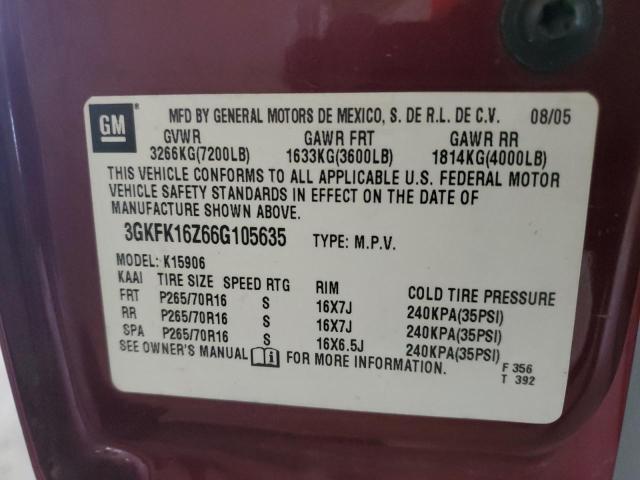 GM ®
MFD BY GENERAL MOTORS DE MEXICO, S. DE R.L. DE C.V. 08/05
GVWR GAWR FRT GAWR RR
3266KG(7200LB) 1633KG(3600LB) 1814KG(4000LB)
THIS VEHICLE CONFORMS TO ALL APPLICABLE U.S. FEDERAL MOTOR
VEHICLE SAFETY STANDARDS IN EFFECT ON THE DATE OF
MANUFACTURE SHOWN ABOVE.
3GKFK16Z66G105635 TYPE: M.P.V.
MODEL: K15906
KAAI TIRE SIZE SPEED RTG RIM COLD TIRE PRESSURE
FRT P265/70R16 S 16X7J 240KPA(35PSI)
RR P265/70R16 S 16X7J 240KPA(35PSI)
SPA P265/70R16 S 16X6.5J 240KPA(35PSI)
SEE OWNER'S MANUAL i FOR MORE INFORMATION.
F 356
T 392